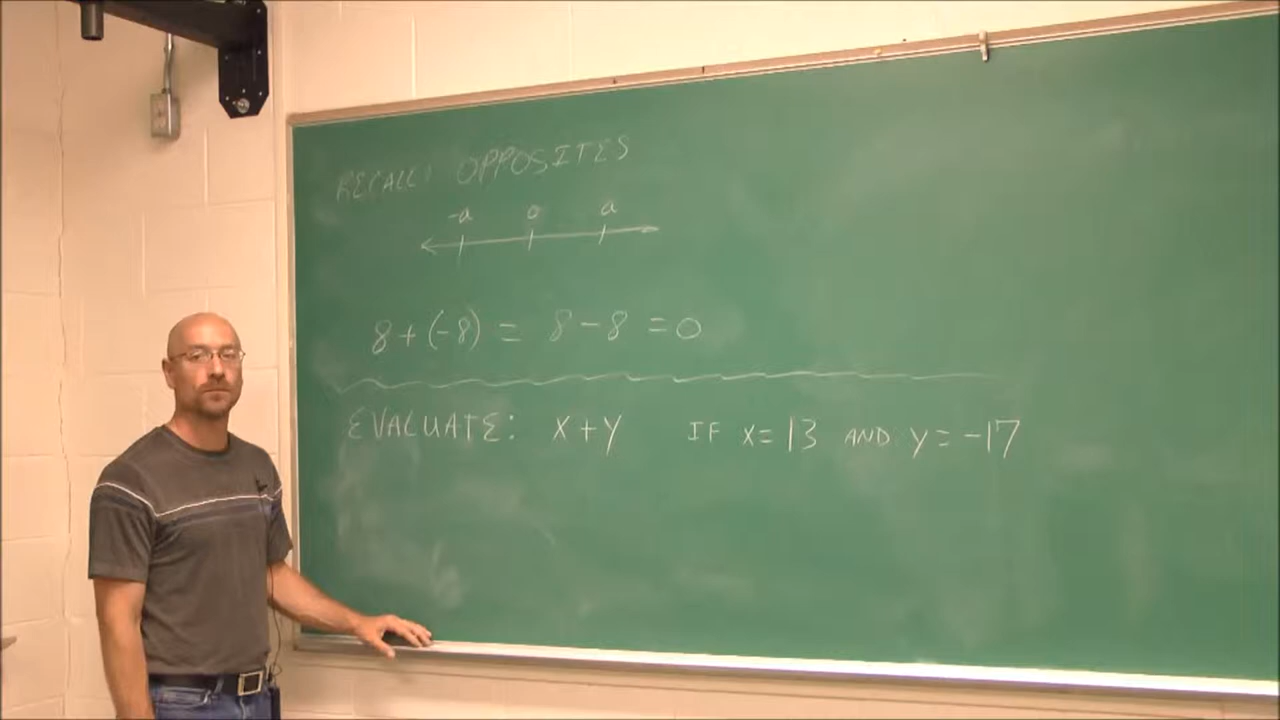 RECALL: OPPOSITES
-a 0 a
8 + (-8) = 8 - 8 = 0
EVALUATE: X + Y IF X = 13 AND Y = -17